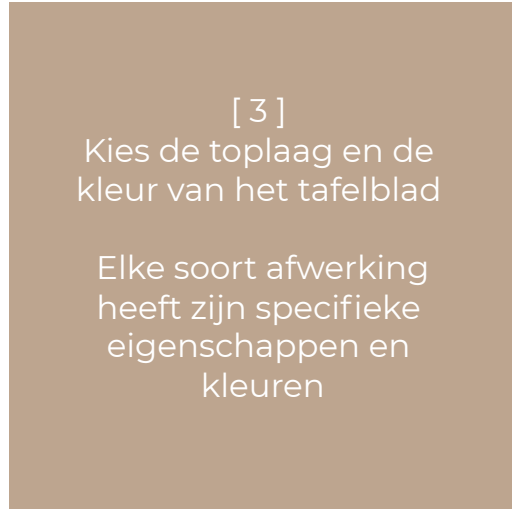 [ 3 ]
Kies de toplaag en de
kleur van het tafelblad
Elke soort afwerking
heeft zijn specifieke
eigenschappen en
kleuren